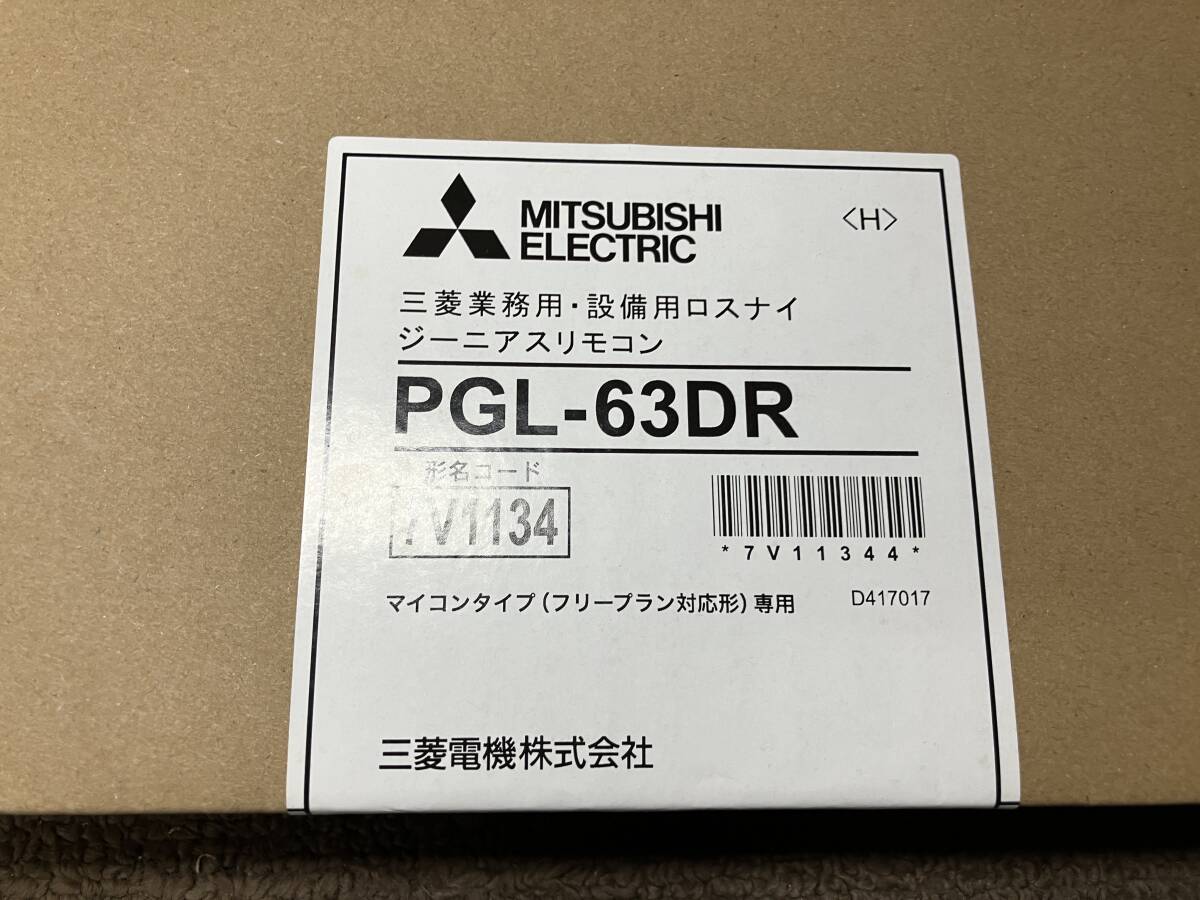 MITSUBISHI
ELECTRIC
〈H〉
三菱業務用・設備用ロスナイ
ジーニアスリモコン
PGL-63DR
形名コード
7V1134
*7V11344*
マイコンタイプ(フリープラン対応形)専用
D417017
三菱電機株式会社